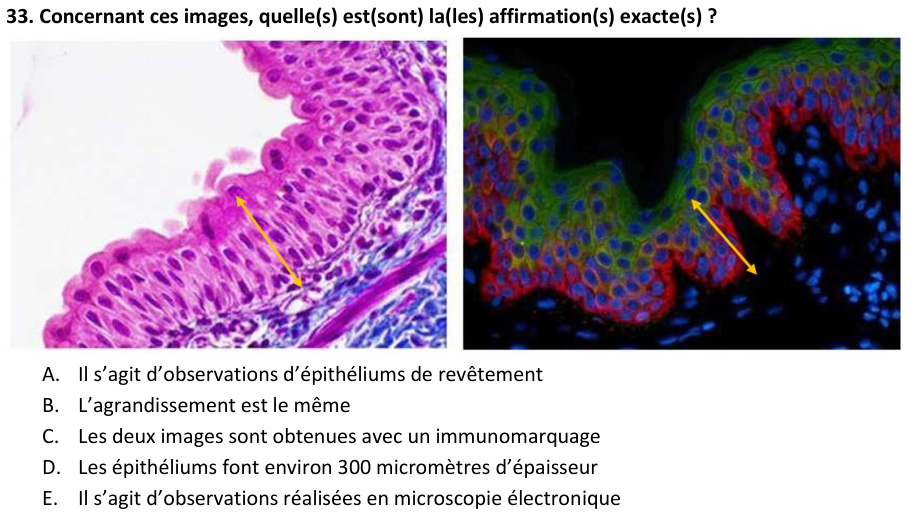 33. Concernant ces images, quelle(s) est(sont) la(les) affirmation(s) exacte(s) ?
A. Il s’agit d’observations d’épithéliums de revêtement
B. L’agrandissement est le même
C. Les deux images sont obtenues avec un immunomarquage
D. Les épithéliums font environ 300 micromètres d’épaisseur
E. Il s’agit d’observations réalisées en microscopie électronique